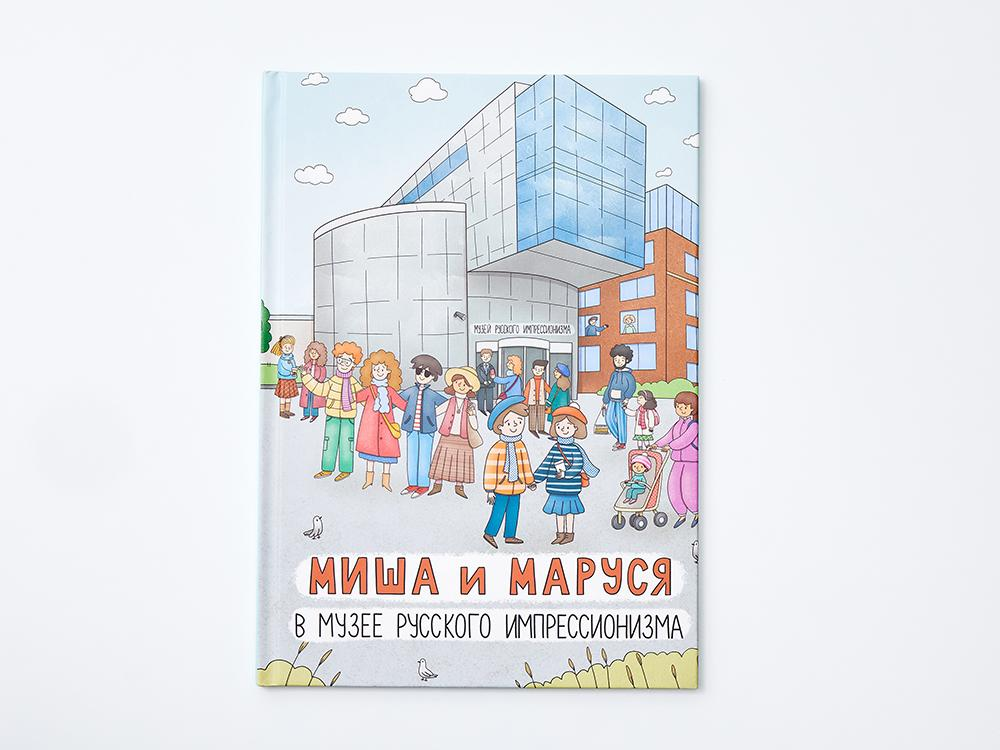 МУЗЕЙ РУССКОГО ИМПРЕССИОНИЗМА
МИША и МАРУСЯ
В МУЗЕЕ РУССКОГО ИМПРЕССИОНИЗМА